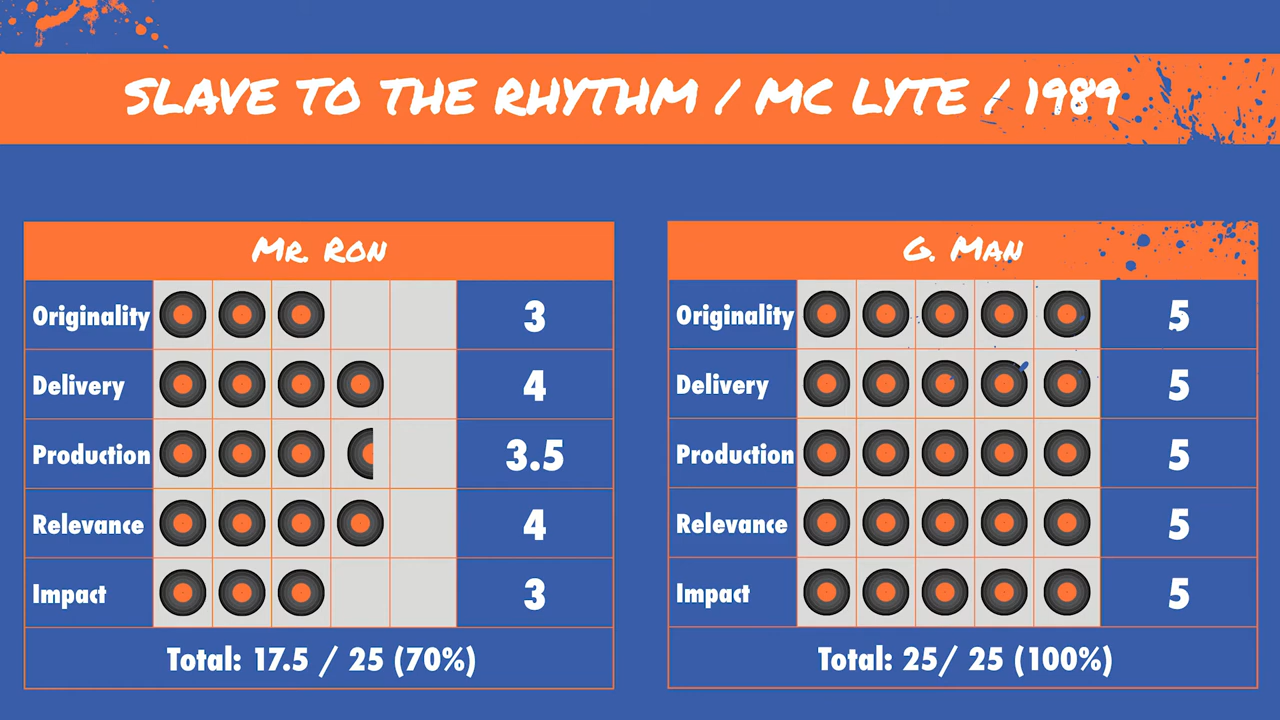 SLAVE TO THE RHYTHM / MC LYTE / 1989
Mr. Ron
Originality 3
Delivery 4
Production 3.5
Relevance 4
Impact 3
Total: 17.5 / 25 (70%)
G. Man
Originality 5
Delivery 5
Production 5
Relevance 5
Impact 5
Total: 25/ 25 (100%)